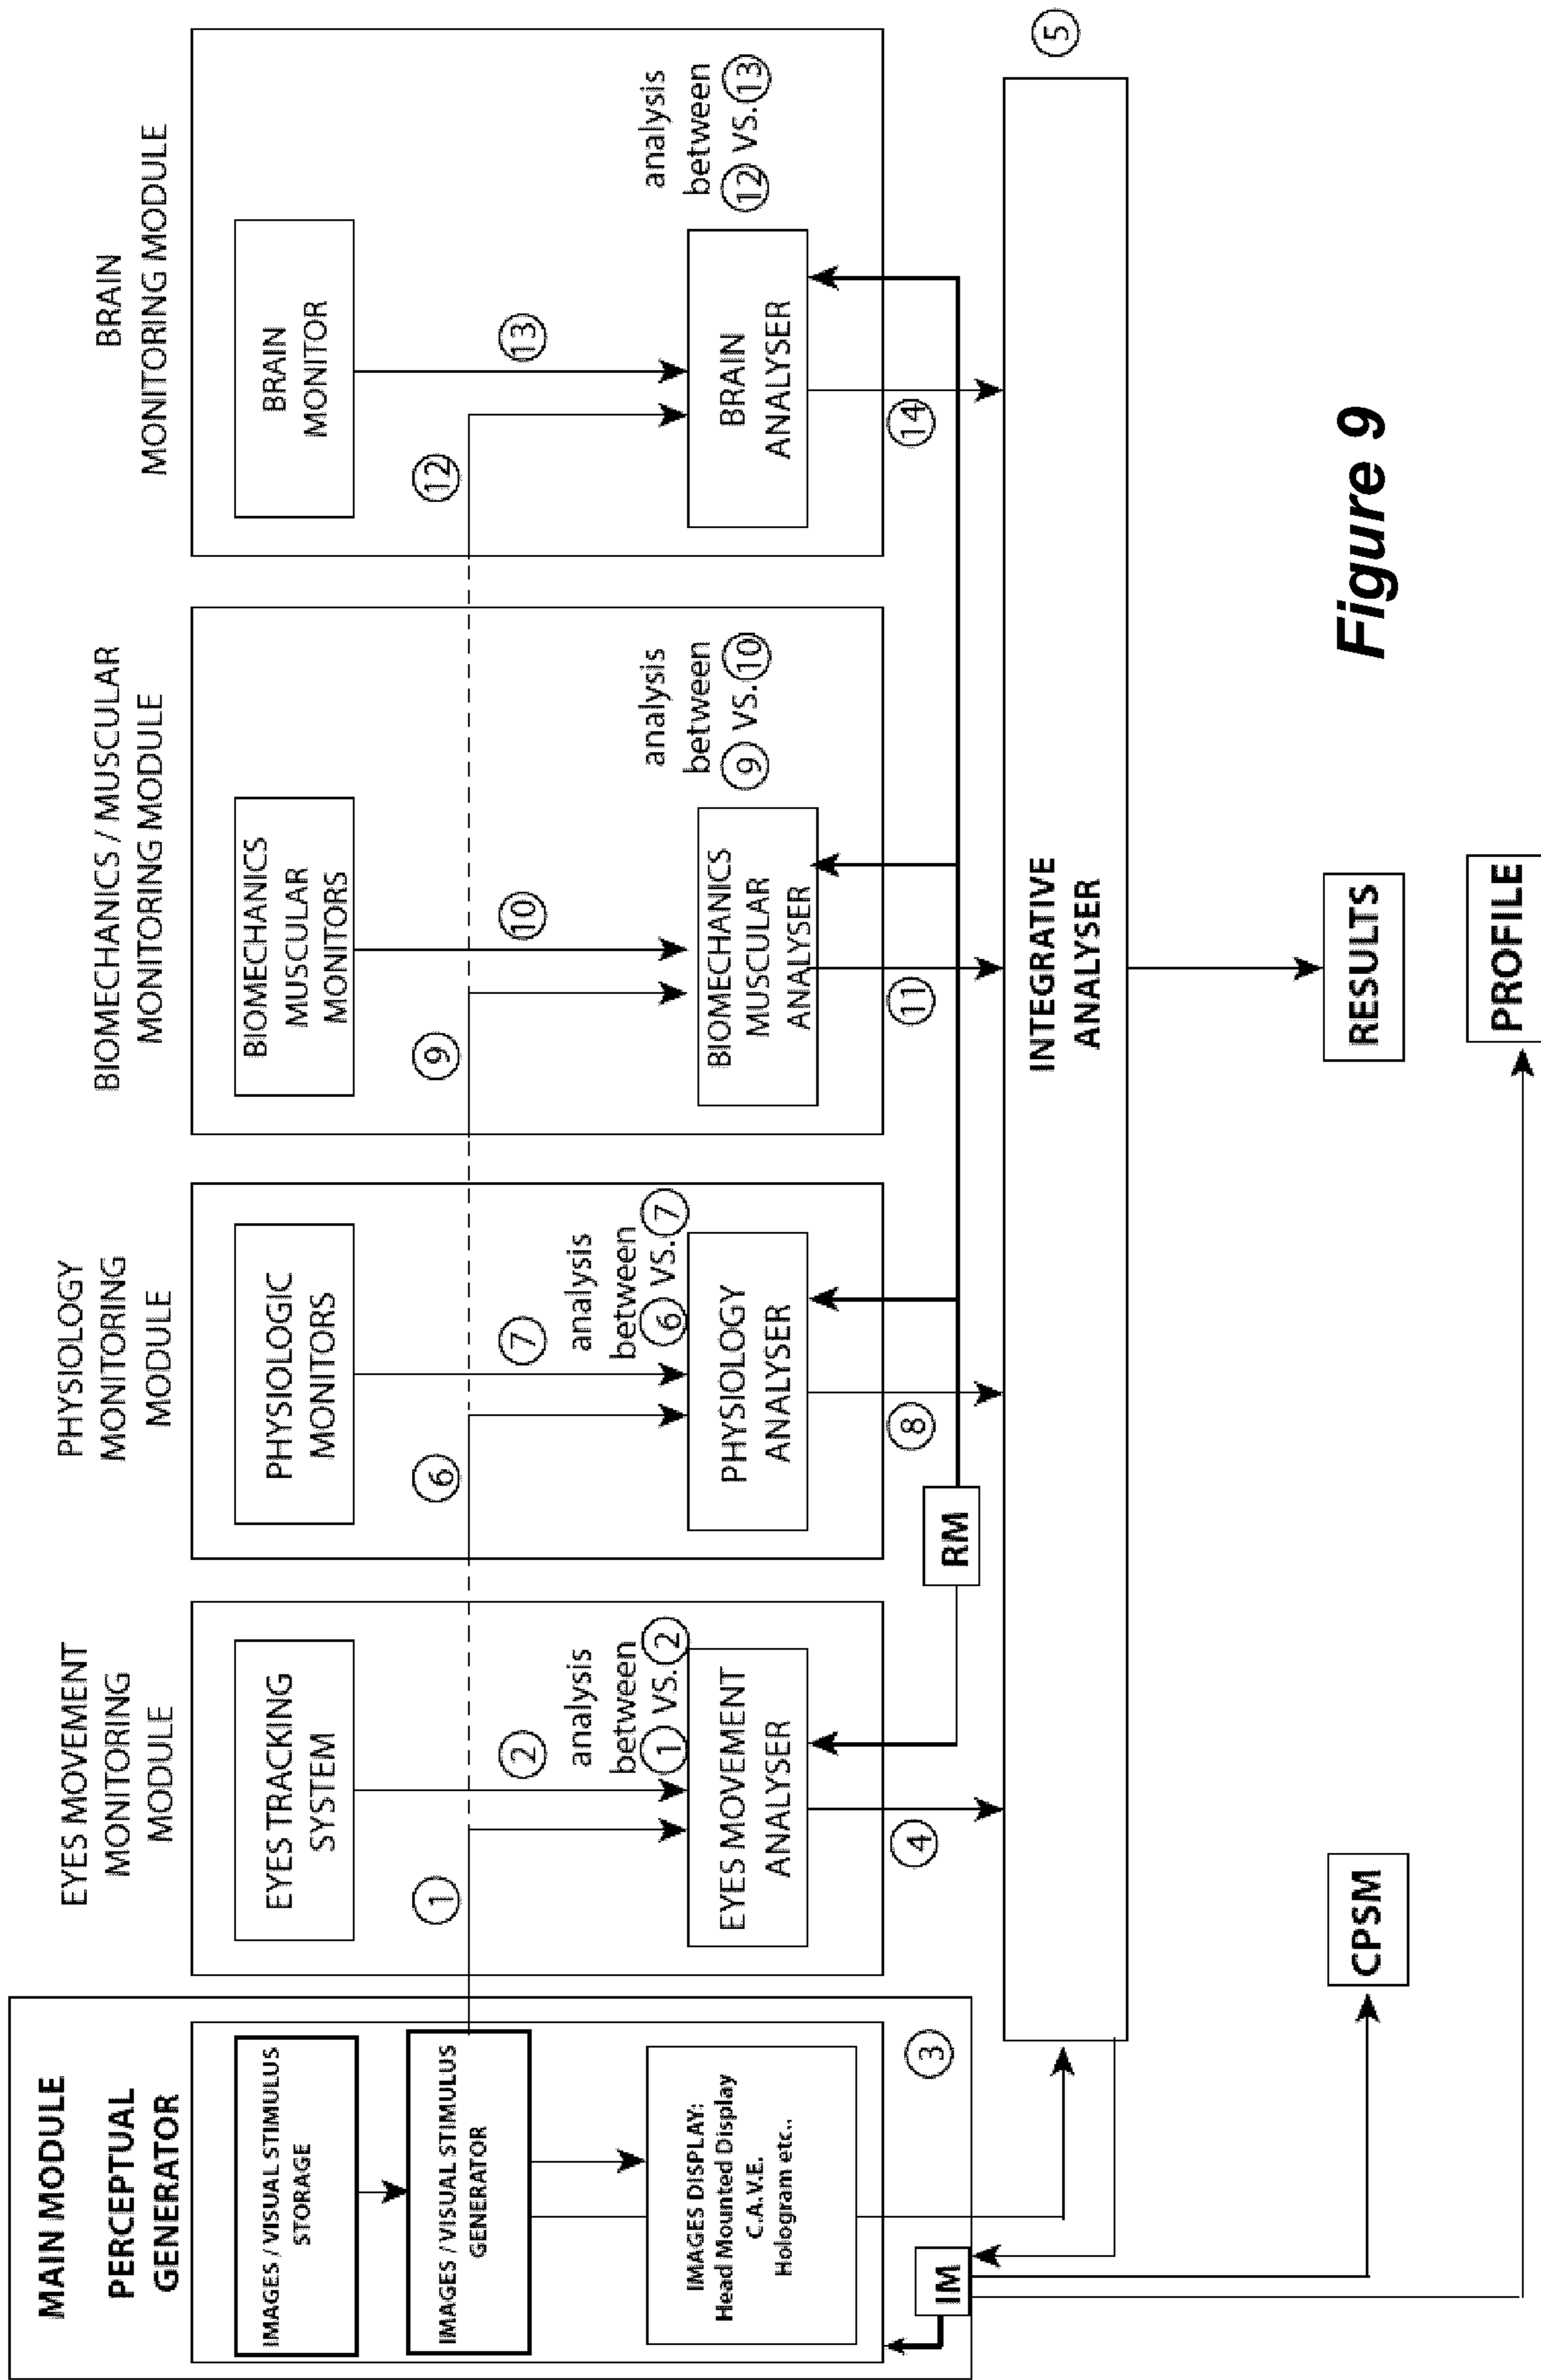 MAIN MODULE
PERCEPTUAL
GENERATOR
IMAGES / VISUAL STIMULUS
STORAGE
IMAGES / VISUAL STIMULUS
GENERATOR
IMAGES DISPLAY:
Head Mounted Display
C.A.V.E.
Hologram etc..
3
IM
EYES MOVEMENT
MONITORING
MODULE
EYES TRACKING
SYSTEM
1
2
analysis
between
1 VS. 2
EYES MOVEMENT
ANALYSER
4
PHYSIOLOGY
MONITORING
MODULE
PHYSIOLOGIC
MONITORS
6
7
analysis
between
6 VS. 7
PHYSIOLOGY
ANALYSER
8
RM
BIOMECHANICS / MUSCULAR
MONITORING MODULE
BIOMECHANICS
MUSCULAR
MONITORS
9
10
analysis
between
9 VS. 10
BIOMECHANICS
MUSCULAR
ANALYSER
11
BRAIN
MONITORING MODULE
BRAIN
MONITOR
12
13
analysis
between
12 VS. 13
BRAIN
ANALYSER
14
5
INTEGRATIVE
ANALYSER
CPSM
RESULTS
PROFILE
Figure 9